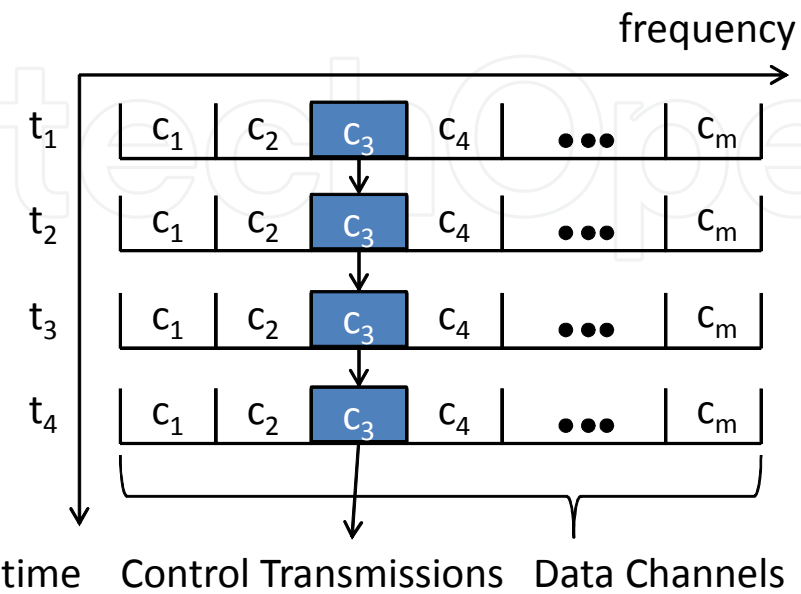 frequency
t₁ c₁ c₂ c₃ c₄ ●●● cₘ
t₂ c₁ c₂ c₃ c₄ ●●● cₘ
t₃ c₁ c₂ c₃ c₄ ●●● cₘ
t₄ c₁ c₂ c₃ c₄ ●●● cₘ
time Control Transmissions Data Channels
techOpe